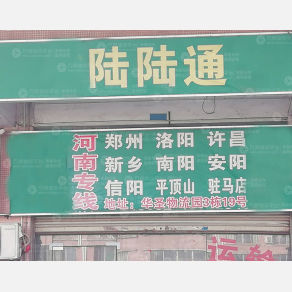 陆陆通
河南专线
郑州 洛阳 许昌
新乡 南阳 安阳
信阳 平顶山 驻马店
地址：华圣物流园3栋19号